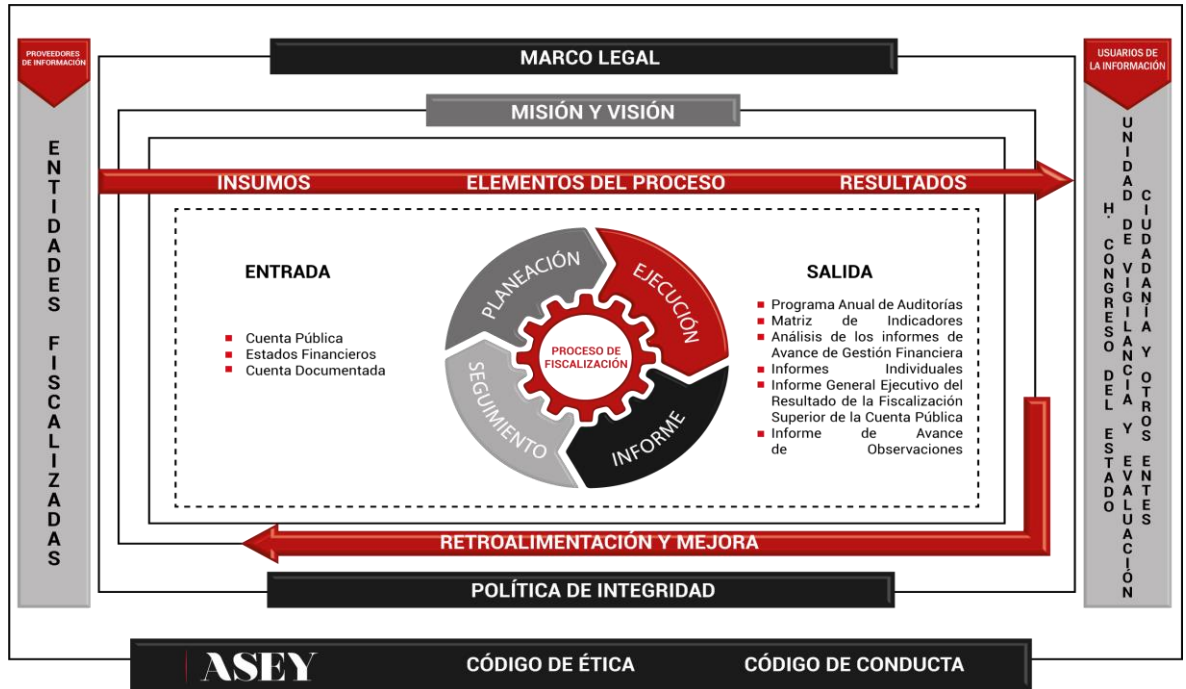 MARCO LEGAL
PROVEEDORES
DE INFORMACIÓN
ENTIDADES FISCALIZADAS
MISIÓN Y VISIÓN
INSUMOS ELEMENTOS DEL PROCESO RESULTADOS
ENTRADA
Cuenta Pública
Estados Financieros
Cuenta Documentada
PLANEACIÓN
EJECUCIÓN
INFORME
SEGUIMIENTO
PROCESO DE
FISCALIZACIÓN
SALIDA
Programa Anual de Auditorías
Matriz de Indicadores
Análisis de los informes de
Avance de Gestión Financiera
Informes Individuales
Informe General Ejecutivo del
Resultado de la Fiscalización
Superior de la Cuenta Pública
Informe de Avance
de Observaciones
USUARIOS DE
LA INFORMACIÓN
H. CONGRESO DEL ESTADO
UNIDAD DE VIGILANCIA Y EVALUACIÓN
CIUDADANÍA Y OTROS ENTES
RETROALIMENTACIÓN Y MEJORA
POLÍTICA DE INTEGRIDAD
ASEY CÓDIGO DE ÉTICA CÓDIGO DE CONDUCTA